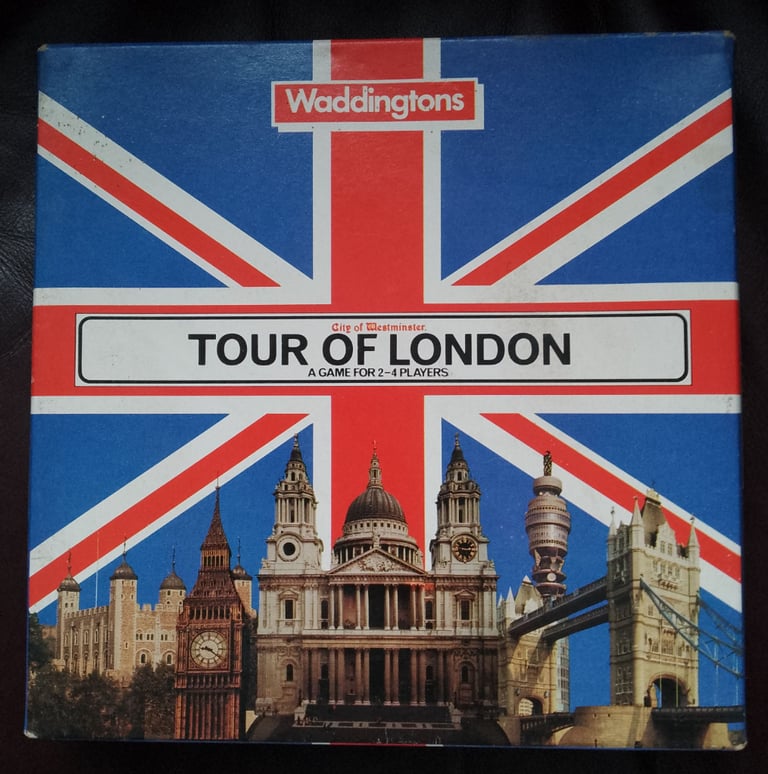 Waddingtons
City of Westminster.
TOUR OF LONDON
A GAME FOR 2-4 PLAYERS